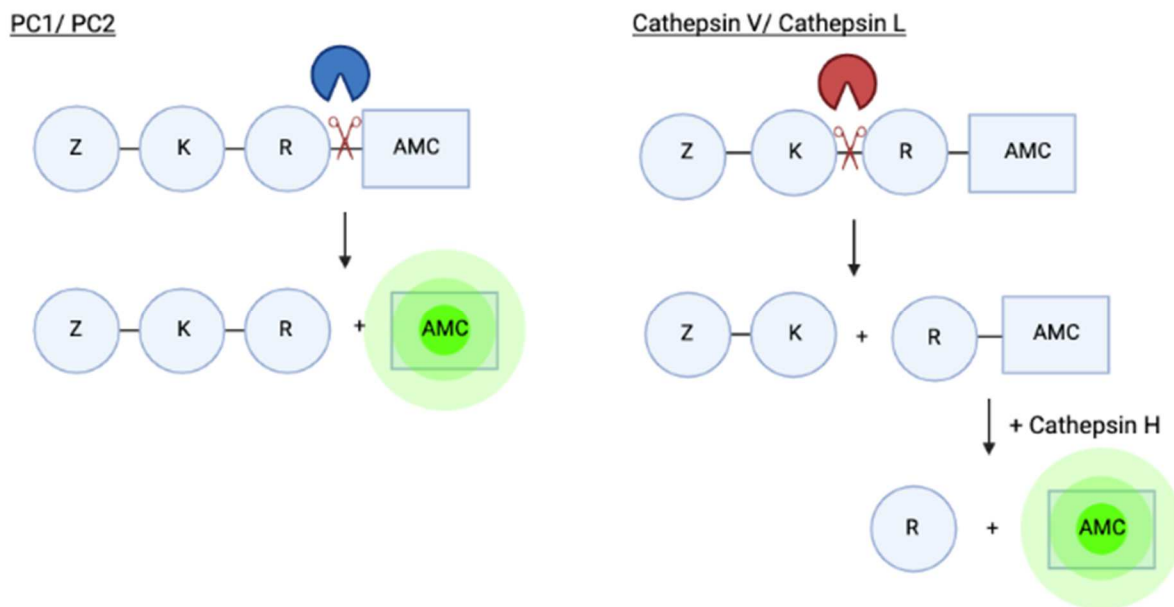 PC1/ PC2
Z K R AMC
Z K R + AMC
Cathepsin V/ Cathepsin L
Z K R AMC
Z K + R AMC
+ Cathepsin H
R + AMC